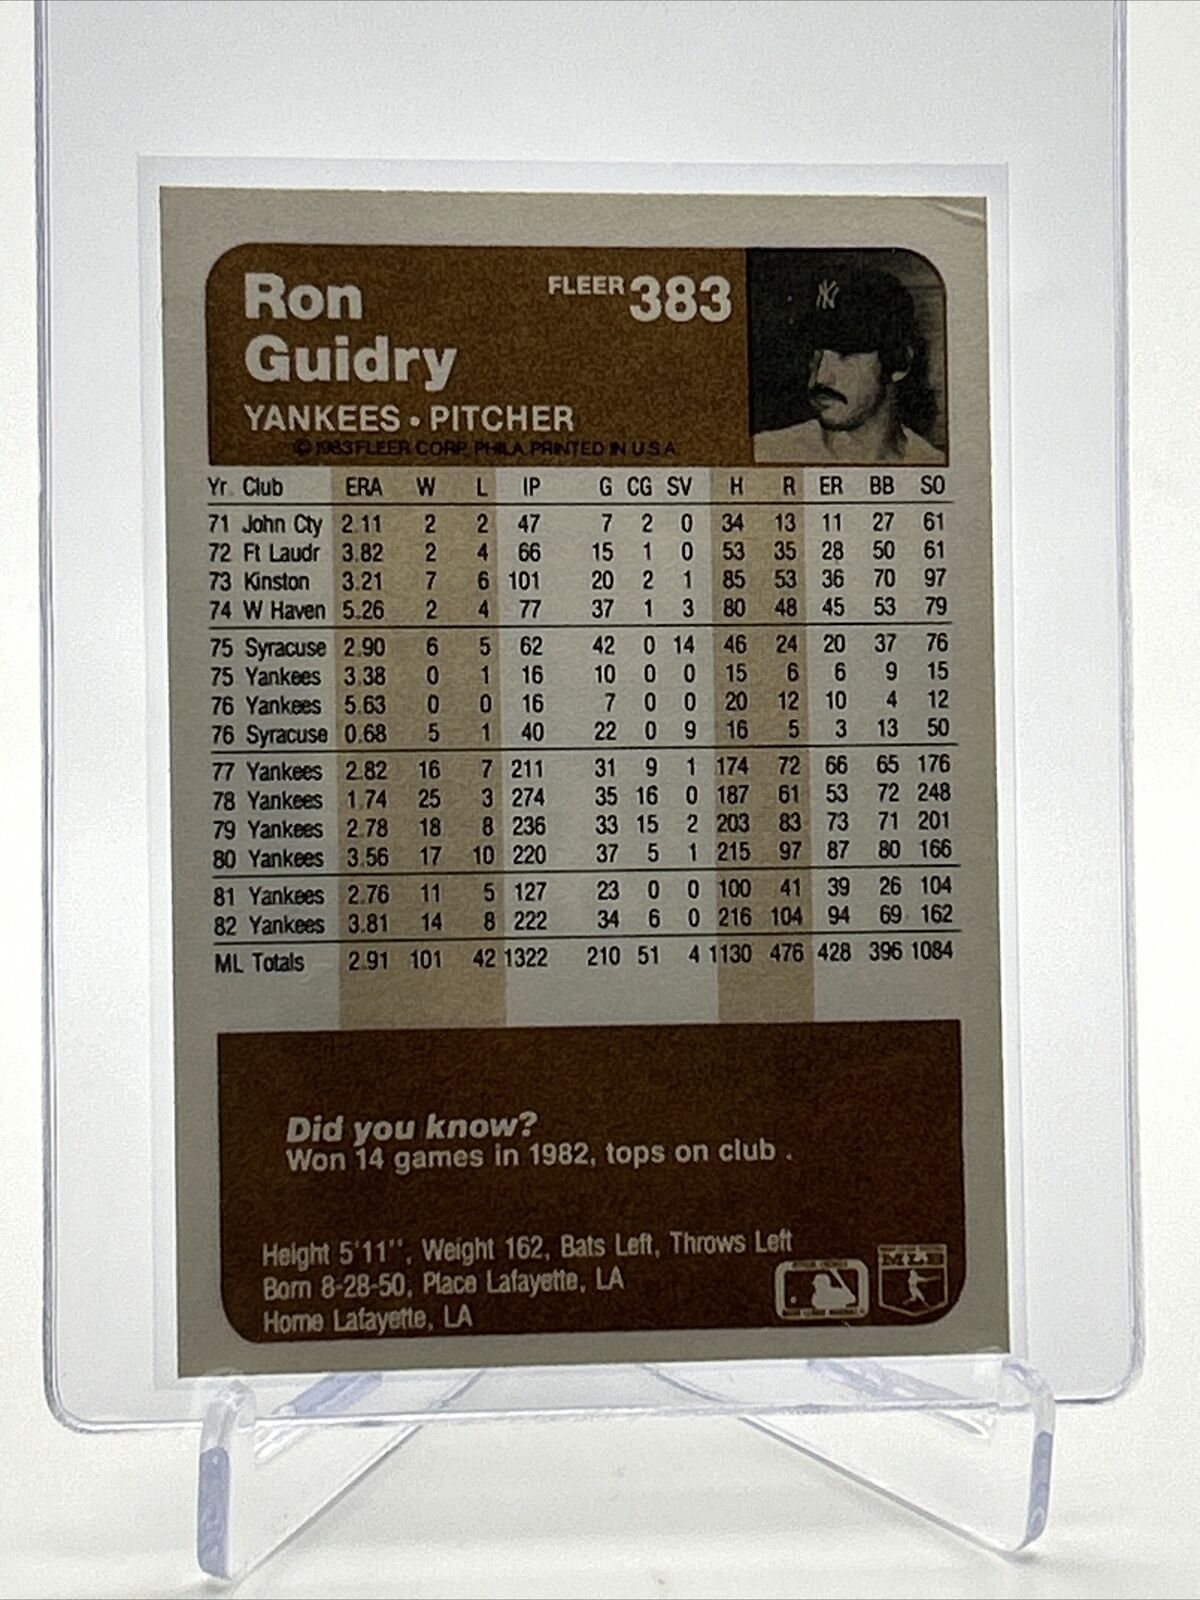 Ron
FLEER 383
Guidry
YANKEES • PITCHER
© 1983 FLEER CORP. PHILA. PRINTED IN U S A
Yr. Club ERA W L IP G CG SV H R ER BB SO
71 John Cty 2.11 2 2 47 7 2 0 34 13 11 27 61
72 Ft Laudr 3.82 2 4 66 15 1 0 53 35 28 50 61
73 Kinston 3.21 7 6 101 20 2 1 85 53 36 70 97
74 W Haven 5.26 2 4 77 37 1 3 80 48 45 53 79
75 Syracuse 2.90 6 5 62 42 0 14 46 24 20 37 76
75 Yankees 3.38 0 1 16 10 0 0 15 6 6 9 15
76 Yankees 5.63 0 0 16 7 0 0 20 12 10 4 12
76 Syracuse 0.68 5 1 40 22 0 9 16 5 3 13 50
77 Yankees 2.82 16 7 211 31 9 1 174 72 66 65 176
78 Yankees 1.74 25 3 274 35 16 0 187 61 53 72 248
79 Yankees 2.78 18 8 236 33 15 2 203 83 73 71 201
80 Yankees 3.56 17 10 220 37 5 1 215 97 87 80 166
81 Yankees 2.76 11 5 127 23 0 0 100 41 39 26 104
82 Yankees 3.81 14 8 222 34 6 0 216 104 94 69 162
ML Totals 2.91 101 42 1322 210 51 4 1130 476 428 396 1084
Did you know?
Won 14 games in 1982, tops on club .
Height 5'11'', Weight 162, Bats Left, Throws Left
Born 8-28-50, Place Lafayette, LA
Home Lafayette, LA